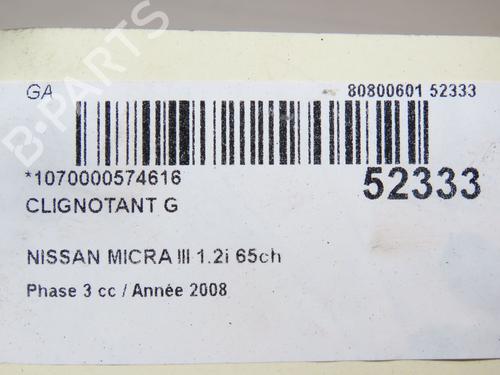 GA 80800601 52333
*1070000574616 52333
CLIGNOTANT G
NISSAN MICRA III 1.2i 65ch
Phase 3 cc / Année 2008
B-PARTS